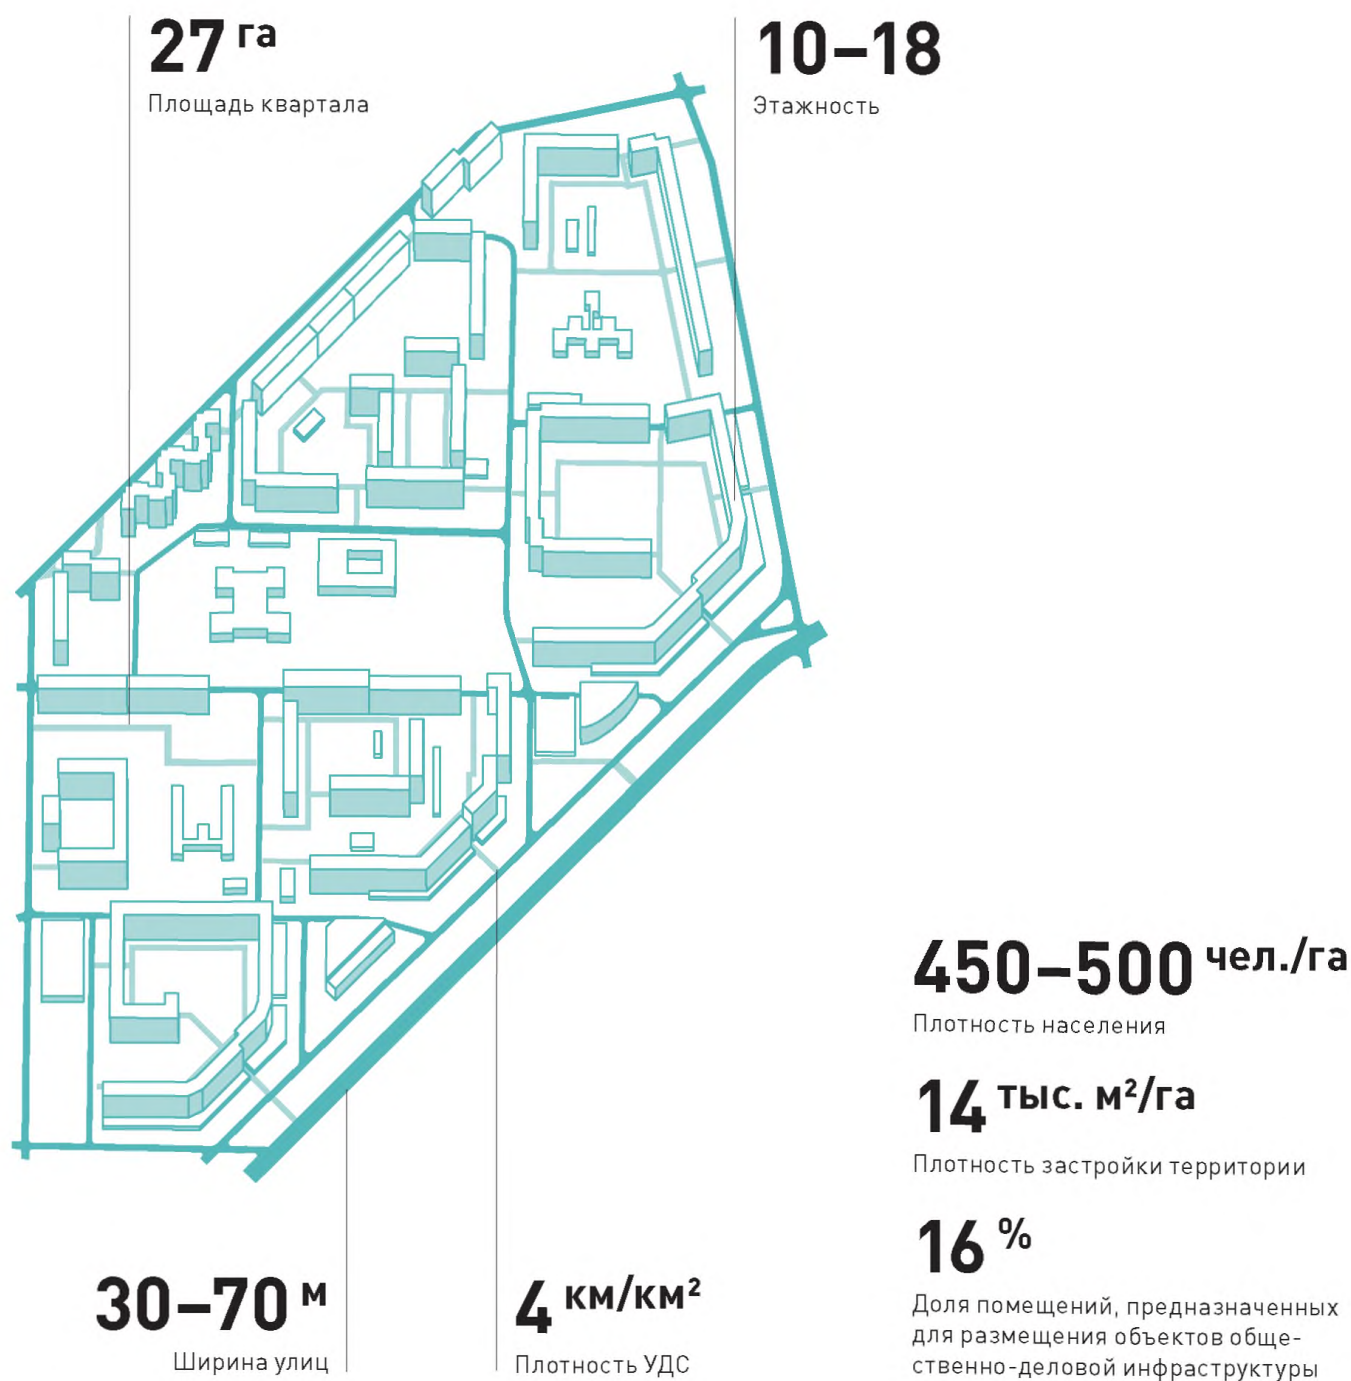 27 га
Площадь квартала
10–18
Этажность
450–500 чел./га
Плотность населения
14 тыс. м²/га
Плотность застройки территории
16 %
Доля помещений, предназначенных
для размещения объектов обще-
ственно-деловой инфраструктуры
30–70 м
Ширина улиц
4 км/км²
Плотность УДС